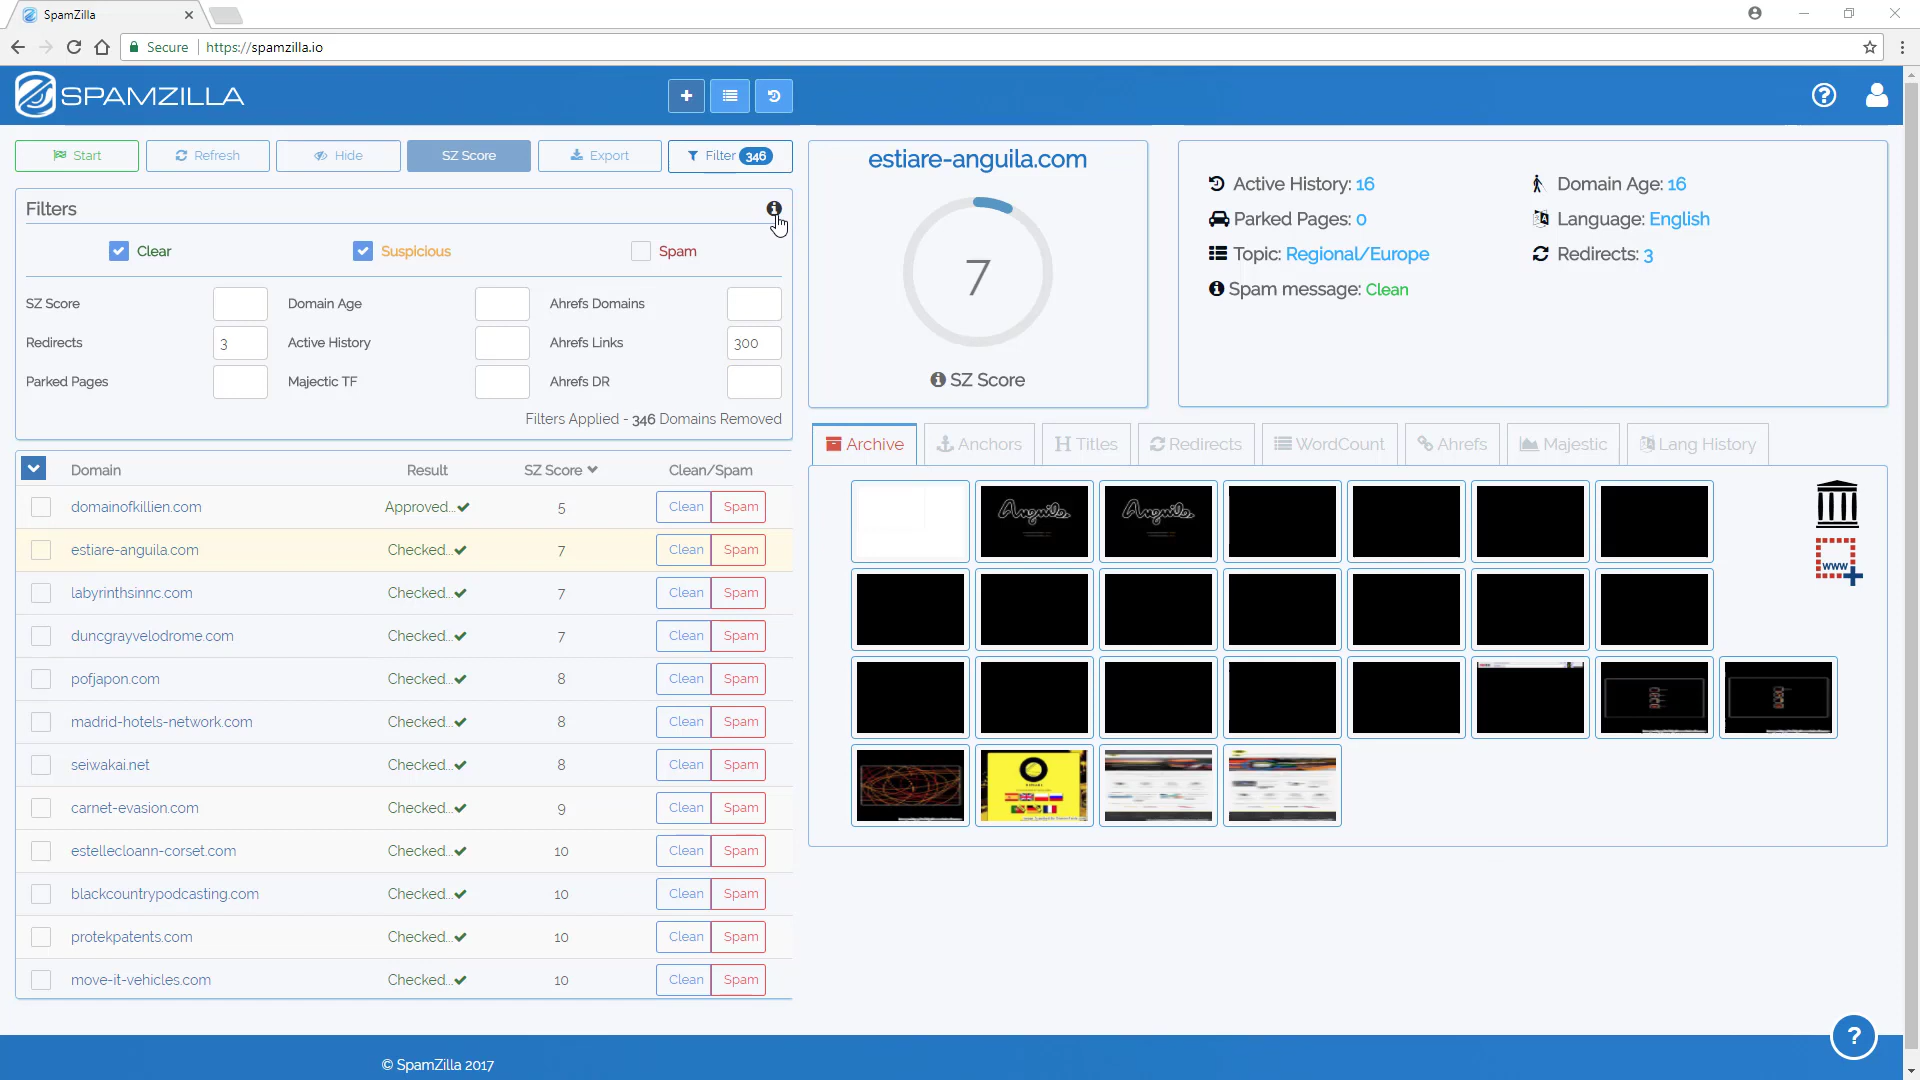 SpamZilla
Secure
https://spamzilla.io
SPAMZILLA
Start
Refresh
Hide
SZ Score
Export
Filter 346
Filters
Clear
Suspicious
Spam
SZ Score
Domain Age
Ahrefs Domains
Redirects
3
Active History
Ahrefs Links
300
Parked Pages
Majectic TF
Ahrefs DR
Filters Applied - 346 Domains Removed
Domain Result SZ Score Clean/Spam
domainofkillien.com Approved... 5 Clean Spam
estiare-anguila.com Checked... 7 Clean Spam
labyrinthsinnc.com Checked... 7 Clean Spam
duncgrayvelodrome.com Checked... 7 Clean Spam
pofjapon.com Checked... 8 Clean Spam
madrid-hotels-network.com Checked... 8 Clean Spam
seiwakai.net Checked... 8 Clean Spam
carnet-evasion.com Checked... 9 Clean Spam
estellecloann-corset.com Checked... 10 Clean Spam
blackcountrypodcasting.com Checked... 10 Clean Spam
protekpatents.com Checked... 10 Clean Spam
move-it-vehicles.com Checked... 10 Clean Spam
estiare-anguila.com
7
SZ Score
Active History: 16
Domain Age: 16
Parked Pages: 0
Language: English
Topic: Regional/Europe
Redirects: 3
Spam message: Clean
Archive
Anchors
Titles
Redirects
WordCount
Ahrefs
Majestic
Lang History
Anguila
Anguila
www
?
© SpamZilla 2017